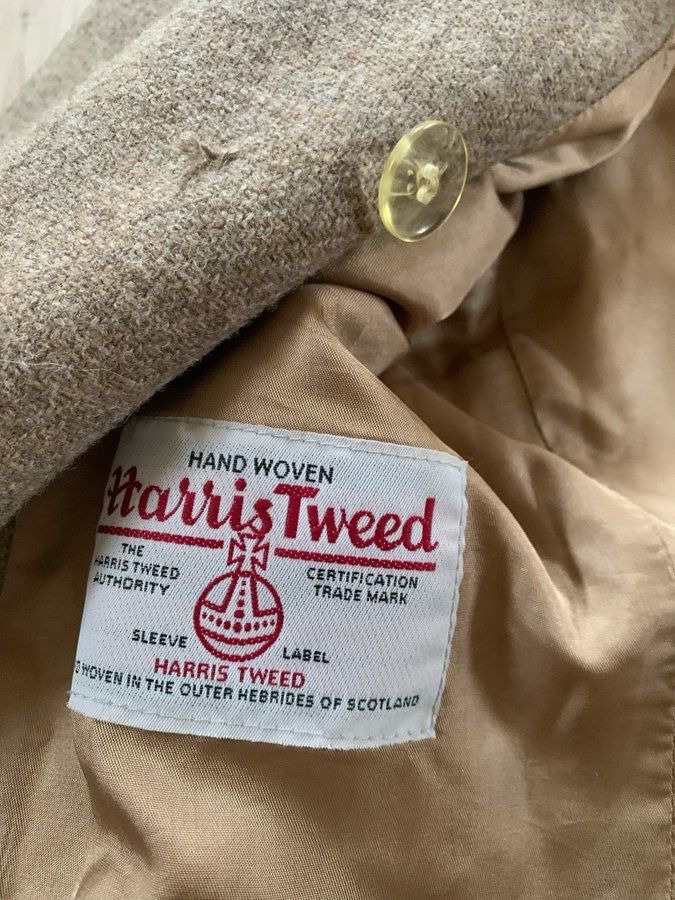 HAND WOVEN
Harris Tweed
THE
HARRIS TWEED
AUTHORITY
CERTIFICATION
TRADE MARK
SLEEVE LABEL
HARRIS TWEED
D WOVEN IN THE OUTER HEBRIDES OF SCOTLAND